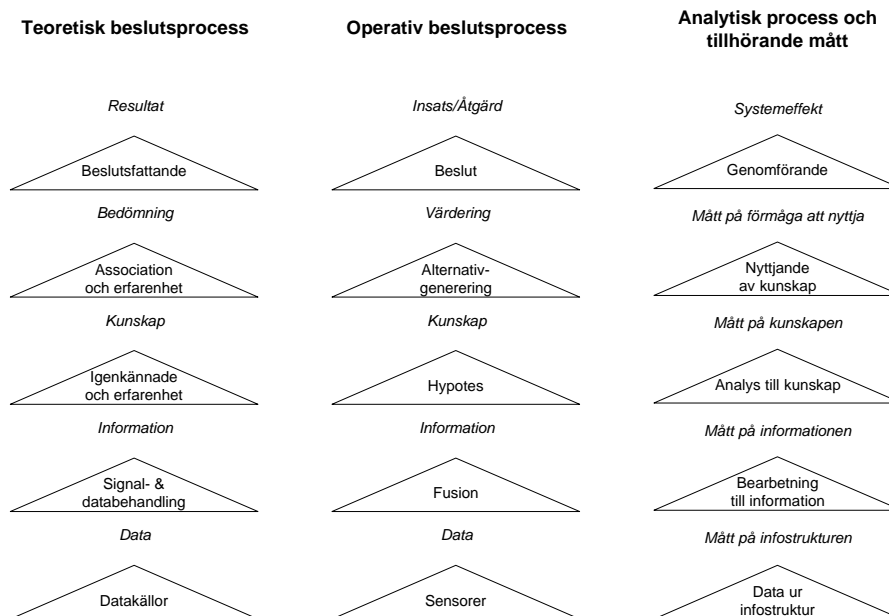 Teoretisk beslutsprocess
Resultat
Beslutsfattande
Bedömning
Association
och erfarenhet
Kunskap
Igenkännade
och erfarenhet
Information
Signal- &
databehandling
Data
Datakällor
Operativ beslutsprocess
Insats/Åtgärd
Beslut
Värdering
Alternativ-
generering
Kunskap
Hypotes
Information
Fusion
Data
Sensorer
Analytisk process och
tillhörande mått
Systemeffekt
Genomförande
Mått på förmåga att nyttja
Nyttjande
av kunskap
Mått på kunskapen
Analys till kunskap
Mått på informationen
Bearbetning
till information
Mått på infostrukturen
Data ur
infostruktur